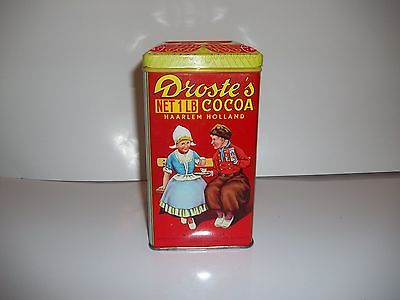 Droste's
NET 1 LB COCOA
HAARLEM HOLLAND